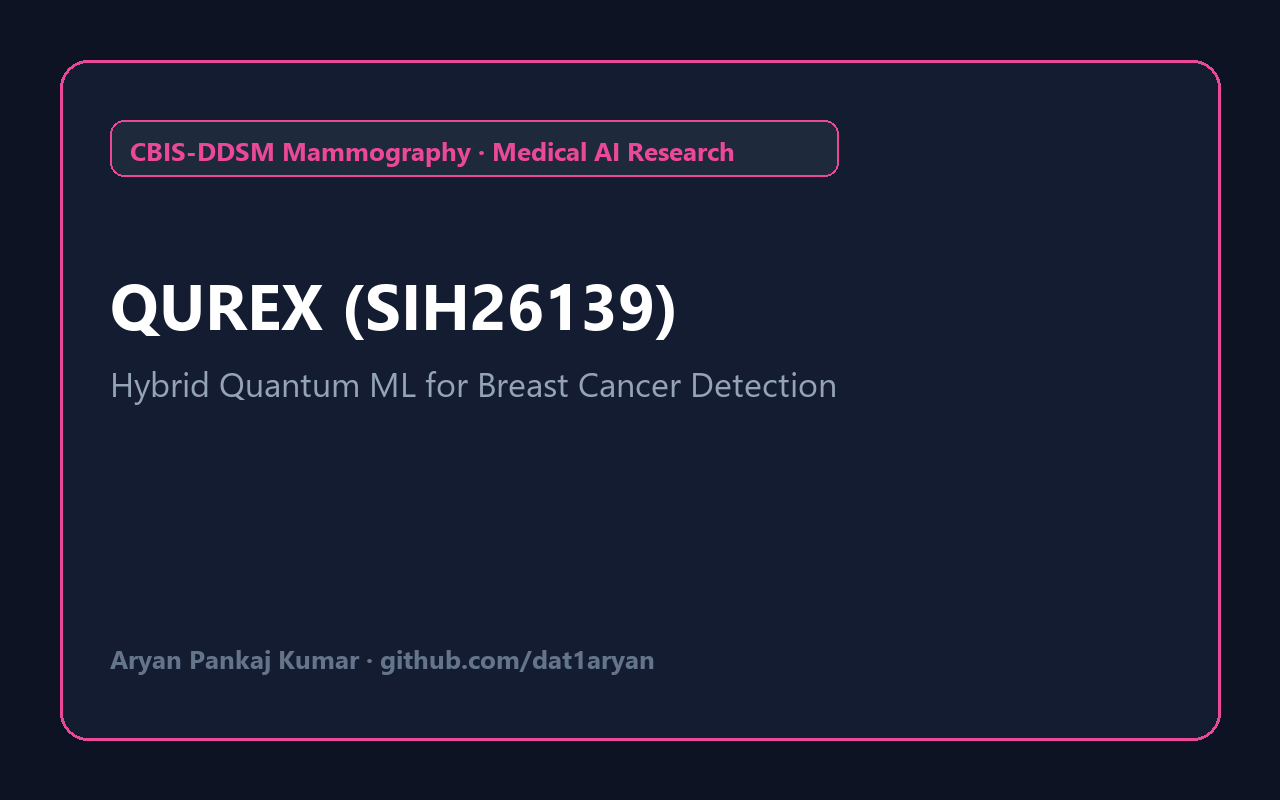 CBIS-DDSM Mammography · Medical AI Research
QUREX (SIH26139)
Hybrid Quantum ML for Breast Cancer Detection
Aryan Pankaj Kumar · github.com/dat1aryan